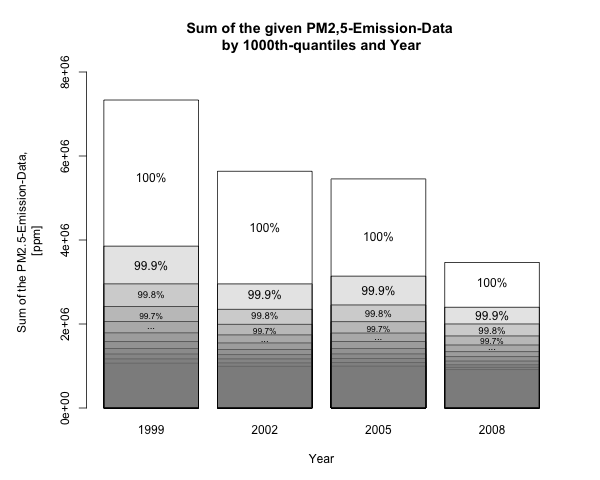 Sum of the given PM2,5-Emission-Data
by 1000th-quantiles and Year
Sum of the PM2.5-Emission-Data,
[ppm]
8e+06
6e+06
4e+06
2e+06
0e+00
100%
99.9%
99.8%
99.7%
...
100%
99.9%
99.8%
99.7%
...
100%
99.9%
99.8%
99.7%
...
100%
99.9%
99.8%
99.7%
...
1999
2002
2005
2008
Year